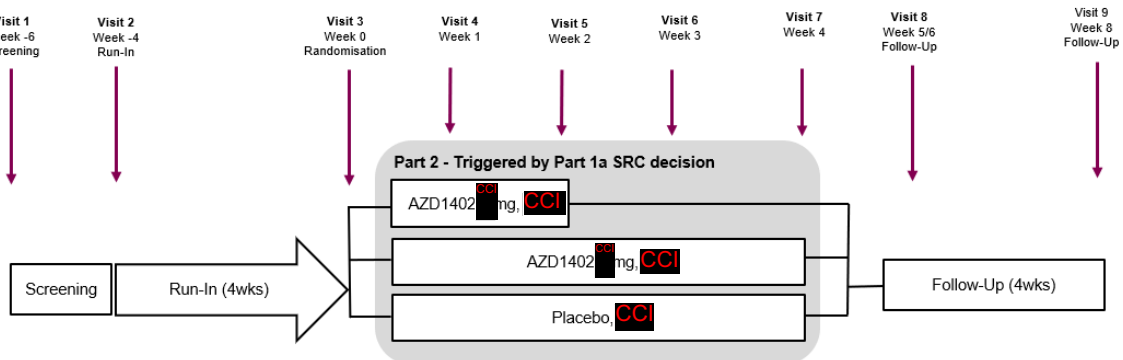 Visit 1
Week -6
Screening
Visit 2
Week -4
Run-In
Visit 3
Week 0
Randomisation
Visit 4
Week 1
Visit 5
Week 2
Visit 6
Week 3
Visit 7
Week 4
Visit 8
Week 5/6
Follow-Up
Visit 9
Week 8
Follow-Up
Part 2 - Triggered by Part 1a SRC decision
AZD1402 CCI mg, CCI
AZD1402 CCI mg, CCI
Placebo, CCI
Screening
Run-In (4wks)
Follow-Up (4wks)